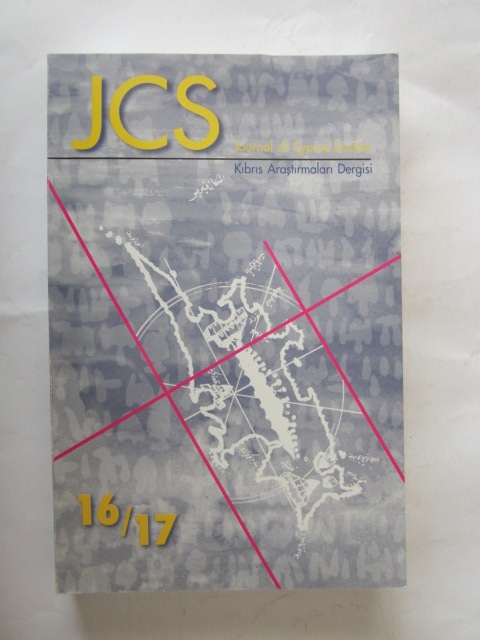 JCS
Journal of Cyprus Studies
Kıbrıs Araştırmaları Dergisi
16/17